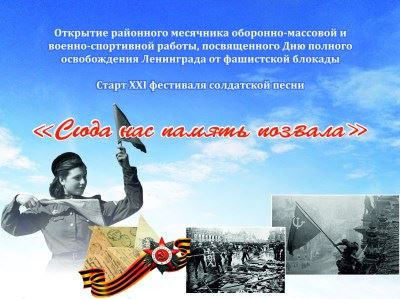 Открытие районного месячника оборонно-массовой и
военно-спортивной работы, посвященного Дню полного
освобождения Ленинграда от фашистской блокады
Старт XXI фестиваля солдатской песни
«Сюда нас память позвала»